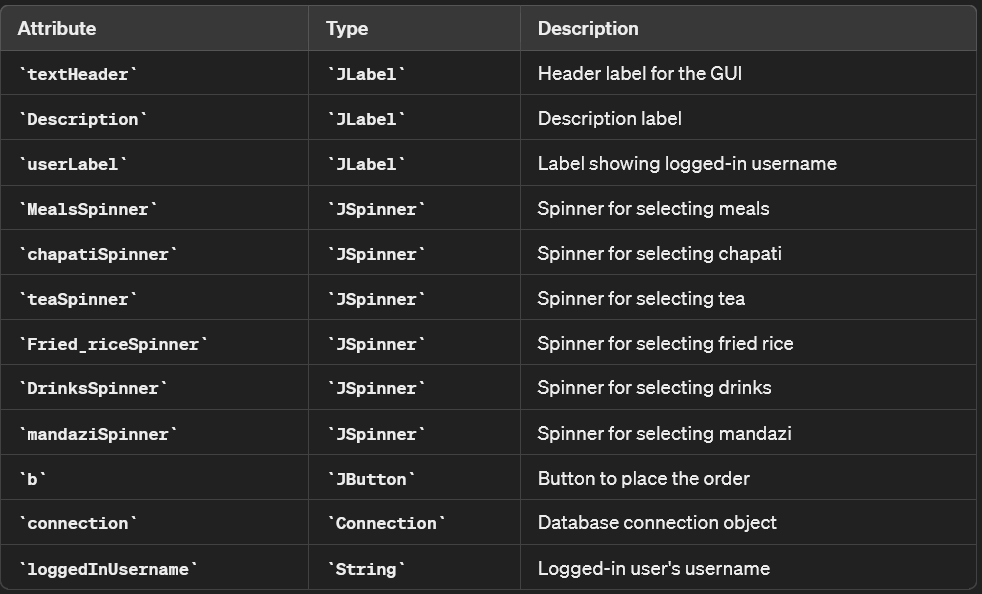 Attribute Type Description
`textHeader` `JLabel` Header label for the GUI
`Description` `JLabel` Description label
`userLabel` `JLabel` Label showing logged-in username
`MealsSpinner` `JSpinner` Spinner for selecting meals
`chapatiSpinner` `JSpinner` Spinner for selecting chapati
`teaSpinner` `JSpinner` Spinner for selecting tea
`Fried_riceSpinner` `JSpinner` Spinner for selecting fried rice
`DrinksSpinner` `JSpinner` Spinner for selecting drinks
`mandaziSpinner` `JSpinner` Spinner for selecting mandazi
`b` `JButton` Button to place the order
`connection` `Connection` Database connection object
`loggedInUsername` `String` Logged-in user's username